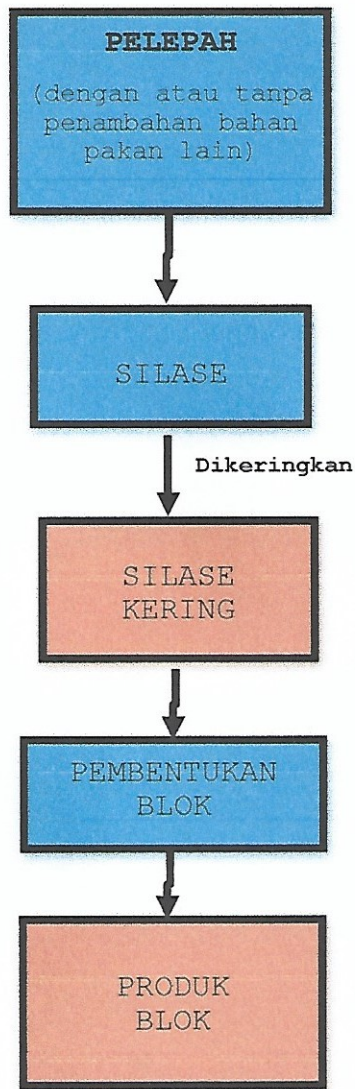 PELEPAH
(dengan atau tanpa
penambahan bahan
pakan lain)
SILASE
Dikeringkan
SILASE
KERING
PEMBENTUKAN
BLOK
PRODUK
BLOK